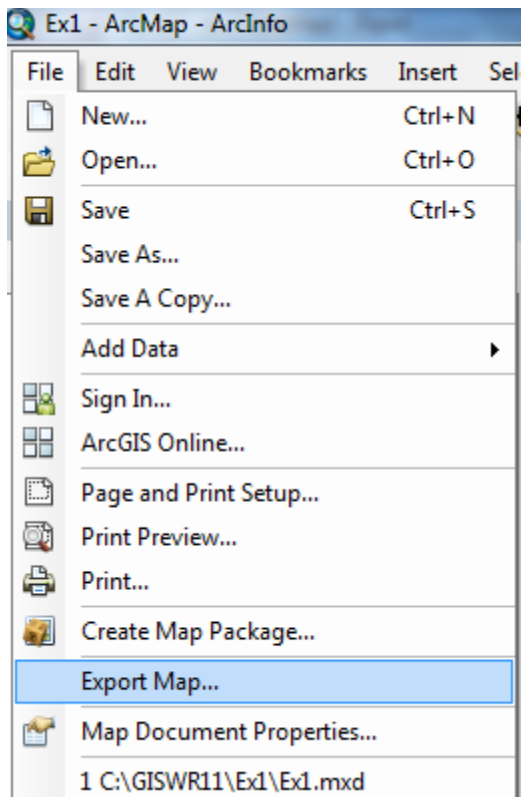 Ex1 - ArcMap - ArcInfo
File Edit View Bookmarks Insert Sel
New... Ctrl+N
Open... Ctrl+O
Save Ctrl+S
Save As...
Save A Copy...
Add Data
Sign In...
ArcGIS Online...
Page and Print Setup...
Print Preview...
Print...
Create Map Package...
Export Map...
Map Document Properties...
1 C:\GISWR11\Ex1\Ex1.mxd